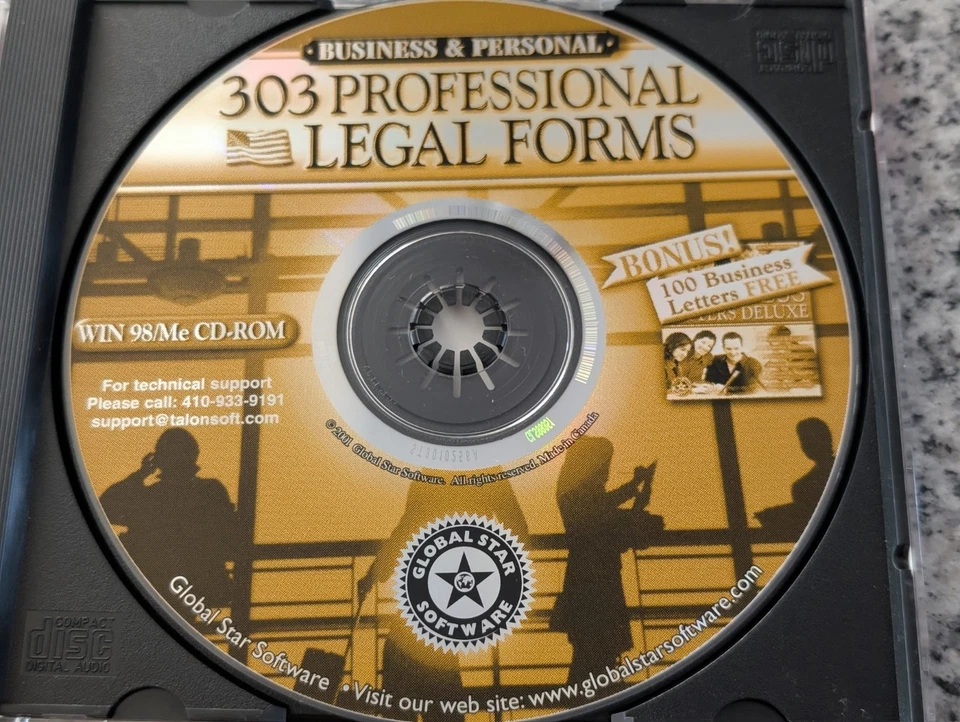 BUSINESS & PERSONAL
303 PROFESSIONAL
LEGAL FORMS
BONUS!
100 Business
Letters FREE
DELUXE
WIN 98/Me CD-ROM
For technical support
Please call: 410-933-9191
support@talonsoft.com
©2001 Global Star Software. All rights reserved. Made in Canada
GLOBAL STAR
SOFTWARE
Global Star Software • Visit our web site: www.globalstarsoftware.com
COMPACT
disc
DIGITAL AUDIO